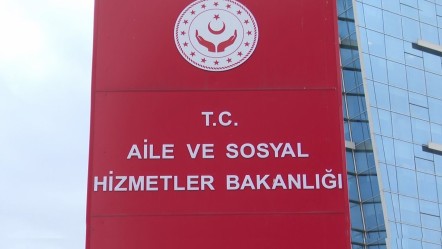 T.C.
AİLE VE SOSYAL
HİZMETLER BAKANLIĞI